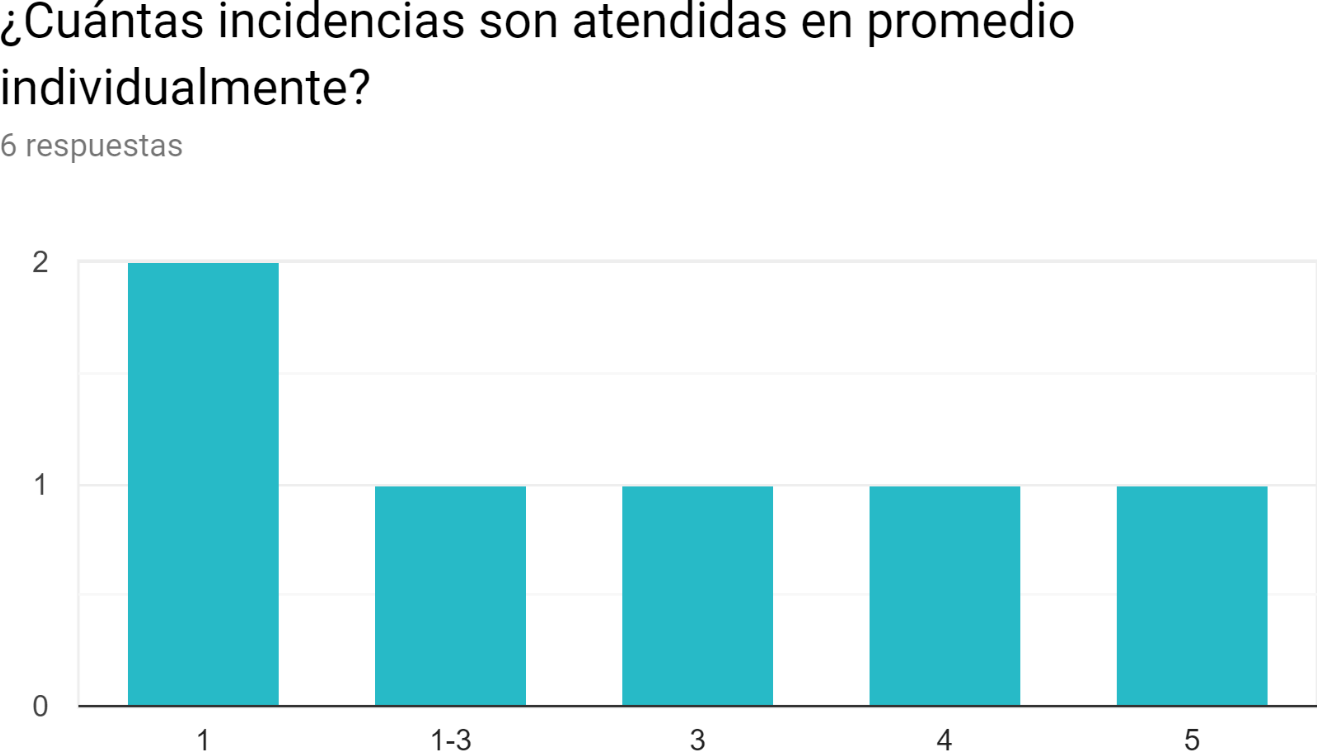 ¿Cuántas incidencias son atendidas en promedio
individualmente?
6 respuestas
2
1
0
1
1-3
3
4
5